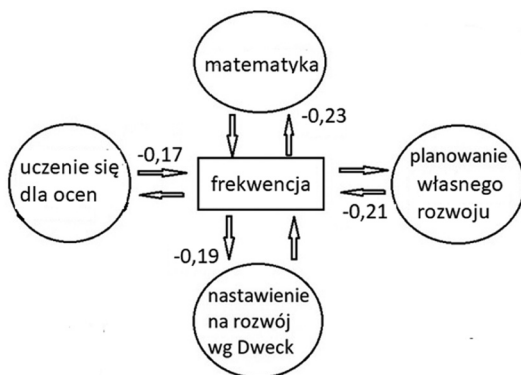 matematyka
-0,23
-0,17
uczenie się
dla ocen
frekwencja
planowanie
własnego
rozwoju
-0,21
-0,19
nastawienie
na rozwój
wg Dweck